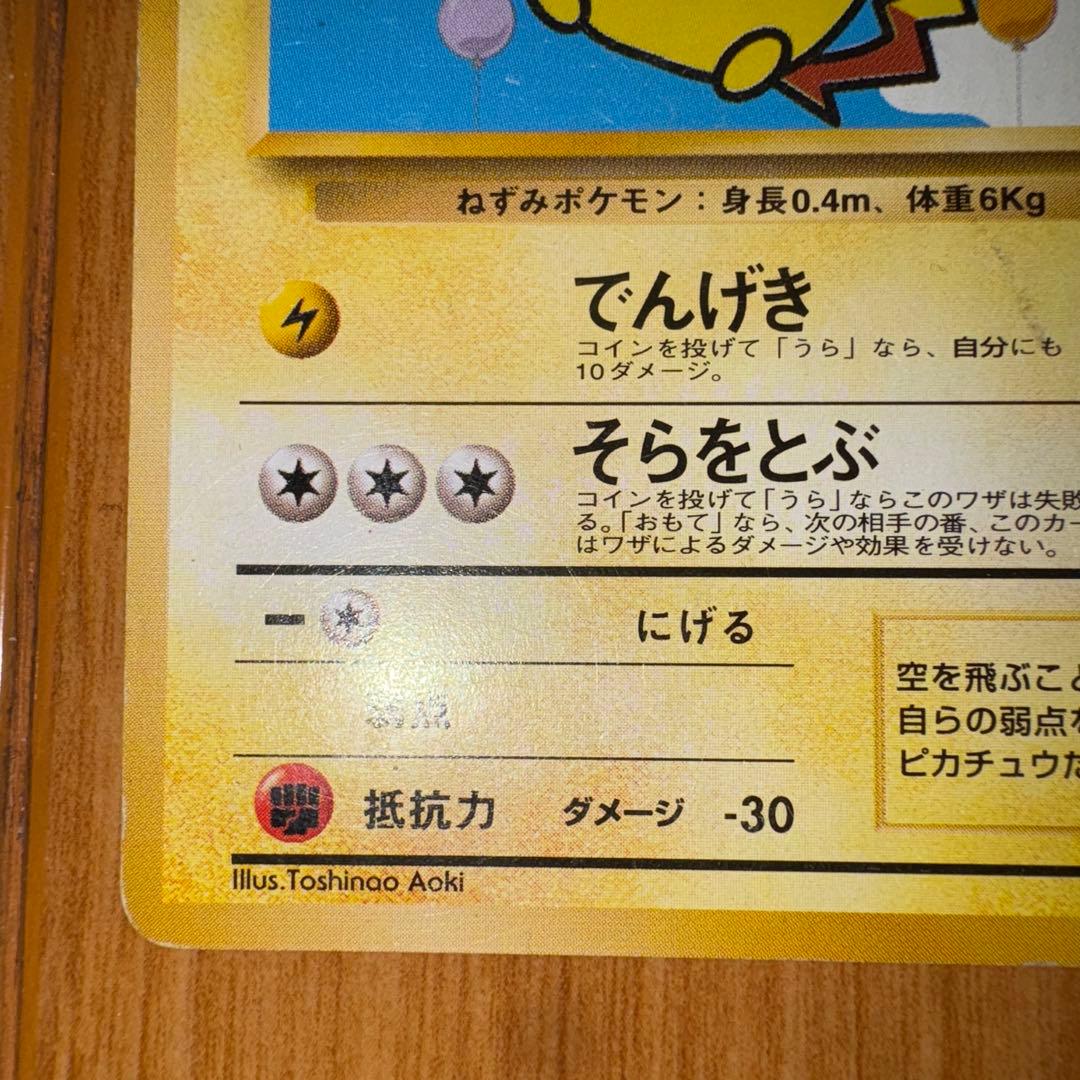 ねずみポケモン：身長0.4m、体重6Kg
でんげき
コインを投げて「うら」なら、自分にも
10ダメージ。
そらをとぶ
コインを投げて「うら」ならこのワザは失敗
る。「おもて」なら、次の相手の番、このカー
はワザによるダメージや効果を受けない。
− にげる
空を飛ぶこと
自らの弱点を
ピカチュウだ
弱点
抵抗力 ダメージ -30
Illus.Toshinao Aoki